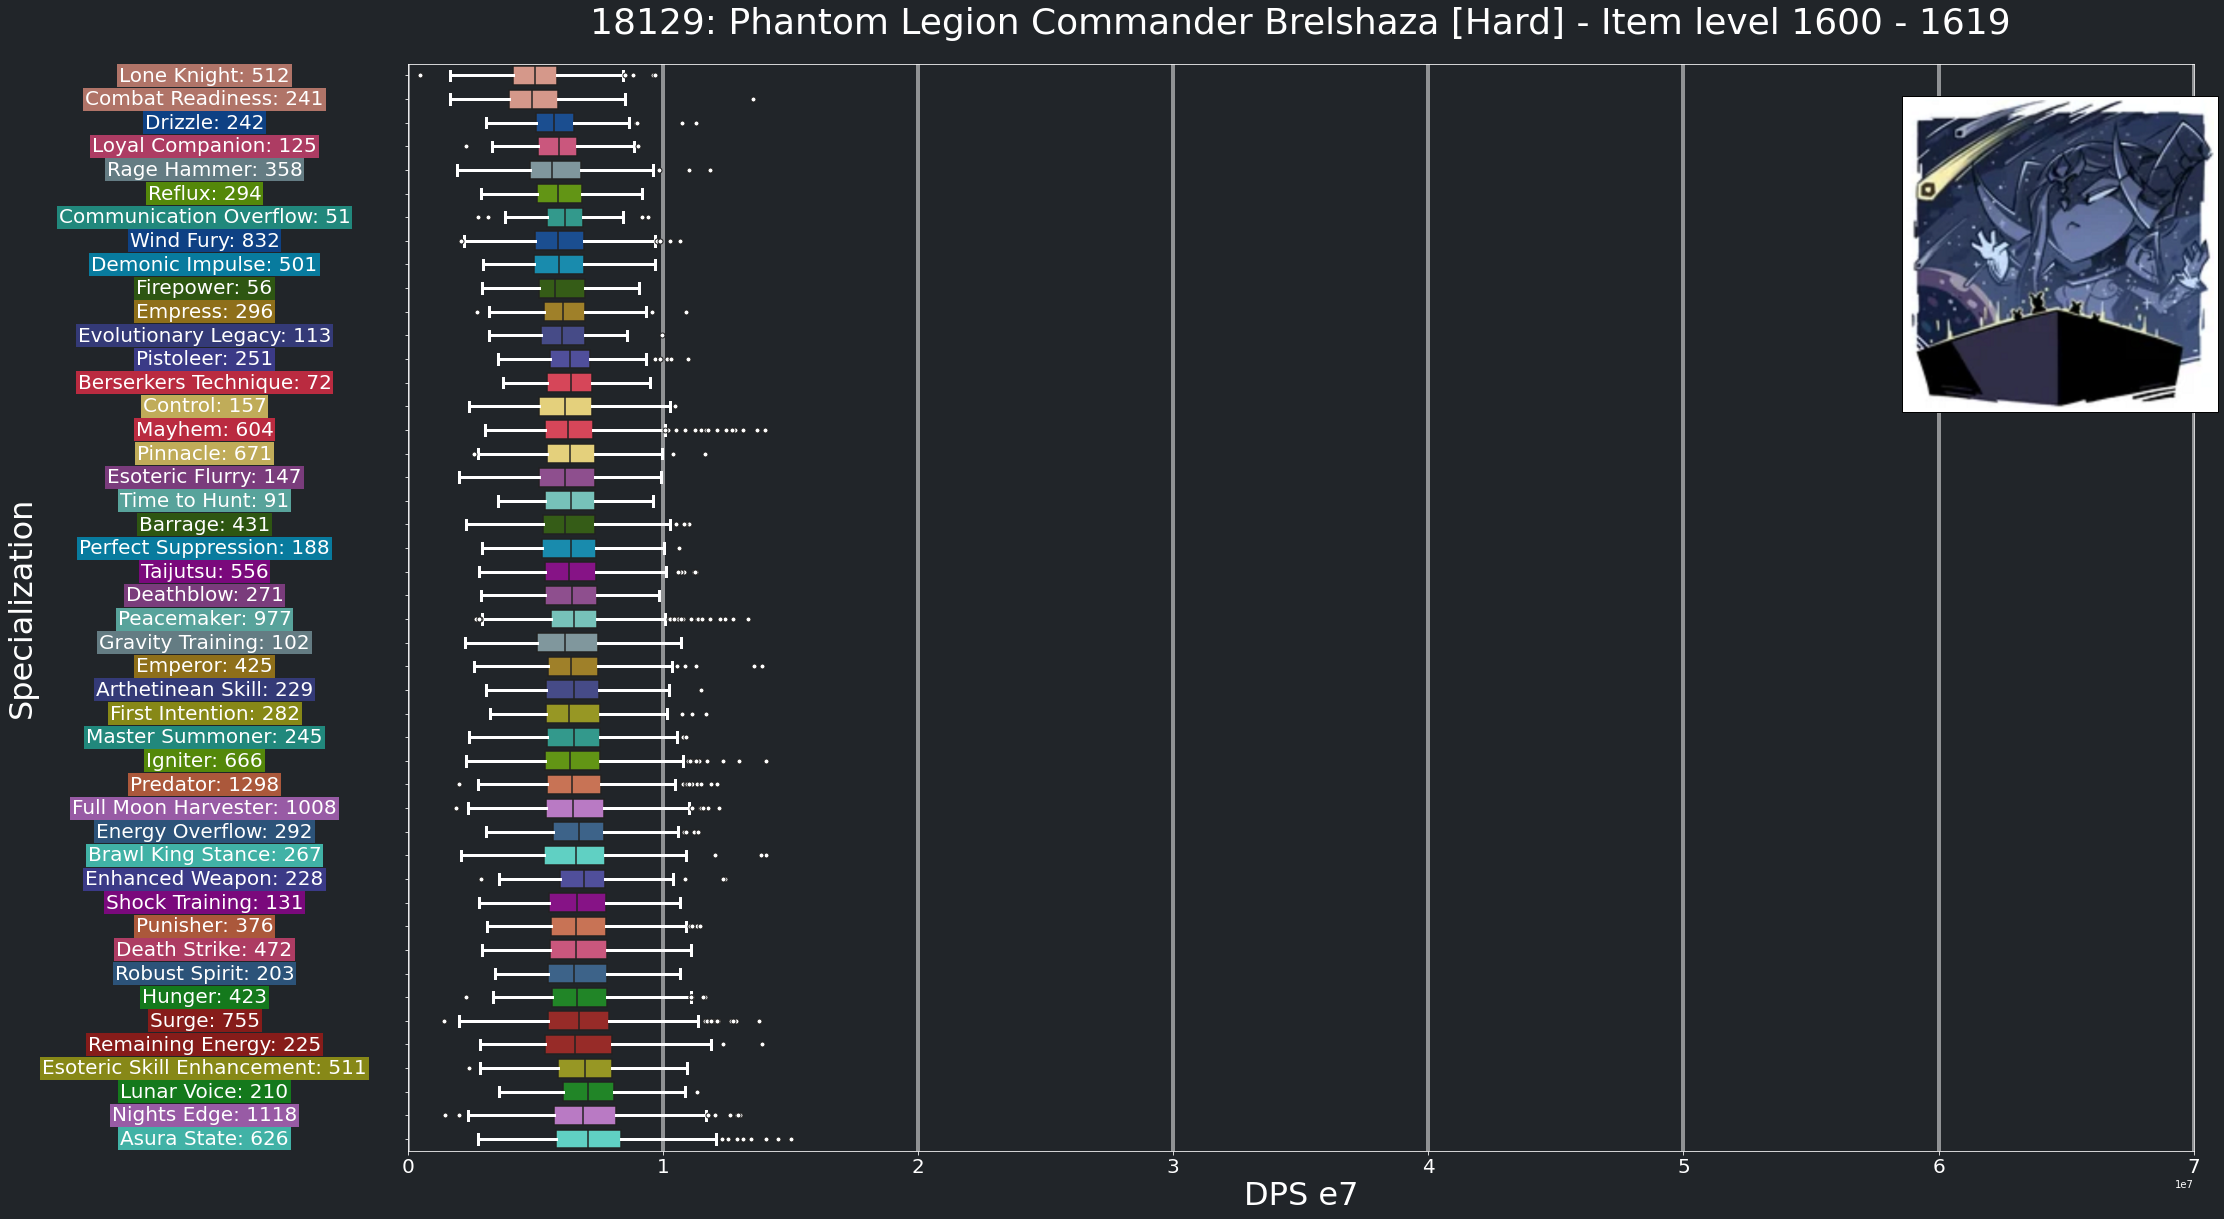 18129: Phantom Legion Commander Brelshaza [Hard] - Item level 1600 - 1619
Specialization
Lone Knight: 512
Combat Readiness: 241
Drizzle: 242
Loyal Companion: 125
Rage Hammer: 358
Reflux: 294
Communication Overflow: 51
Wind Fury: 832
Demonic Impulse: 501
Firepower: 56
Empress: 296
Evolutionary Legacy: 113
Pistoleer: 251
Berserkers Technique: 72
Control: 157
Mayhem: 604
Pinnacle: 671
Esoteric Flurry: 147
Time to Hunt: 91
Barrage: 431
Perfect Suppression: 188
Taijutsu: 556
Deathblow: 271
Peacemaker: 977
Gravity Training: 102
Emperor: 425
Arthetinean Skill: 229
First Intention: 282
Master Summoner: 245
Igniter: 666
Predator: 1298
Full Moon Harvester: 1008
Energy Overflow: 292
Brawl King Stance: 267
Enhanced Weapon: 228
Shock Training: 131
Punisher: 376
Death Strike: 472
Robust Spirit: 203
Hunger: 423
Surge: 755
Remaining Energy: 225
Esoteric Skill Enhancement: 511
Lunar Voice: 210
Nights Edge: 1118
Asura State: 626
0 1 2 3 4 5 6 7
1e7
DPS e7